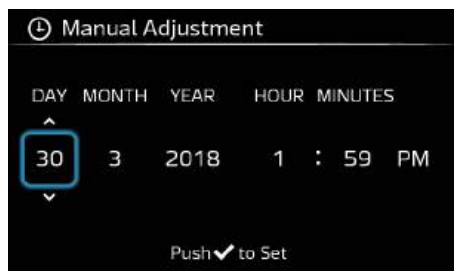 Manual Adjustment
DAY MONTH YEAR HOUR MINUTES
30 3 2018 1 : 59 PM
Push ✔ to Set